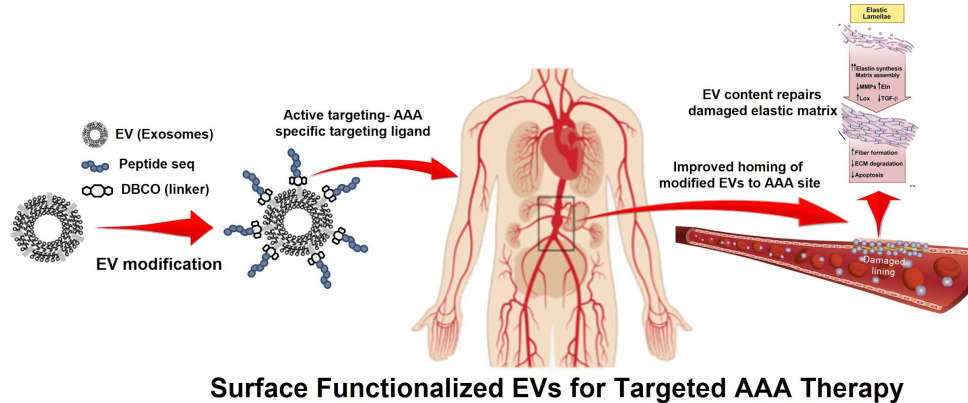 EV (Exosomes)
Peptide seq
DBCO (linker)
EV modification
Active targeting- AAA
specific targeting ligand
EV content repairs
damaged elastic matrix
Improved homing of
modified EVs to AAA site
Elastic
Lamellae
↑↑Elastin synthesis
Matrix assembly
↓MMPs ↑Eln
↑Lox ↓TGF-β
↑Fiber formation
↓ECM degradation
↓Apoptosis
Damaged
lining
Surface Functionalized EVs for Targeted AAA Therapy